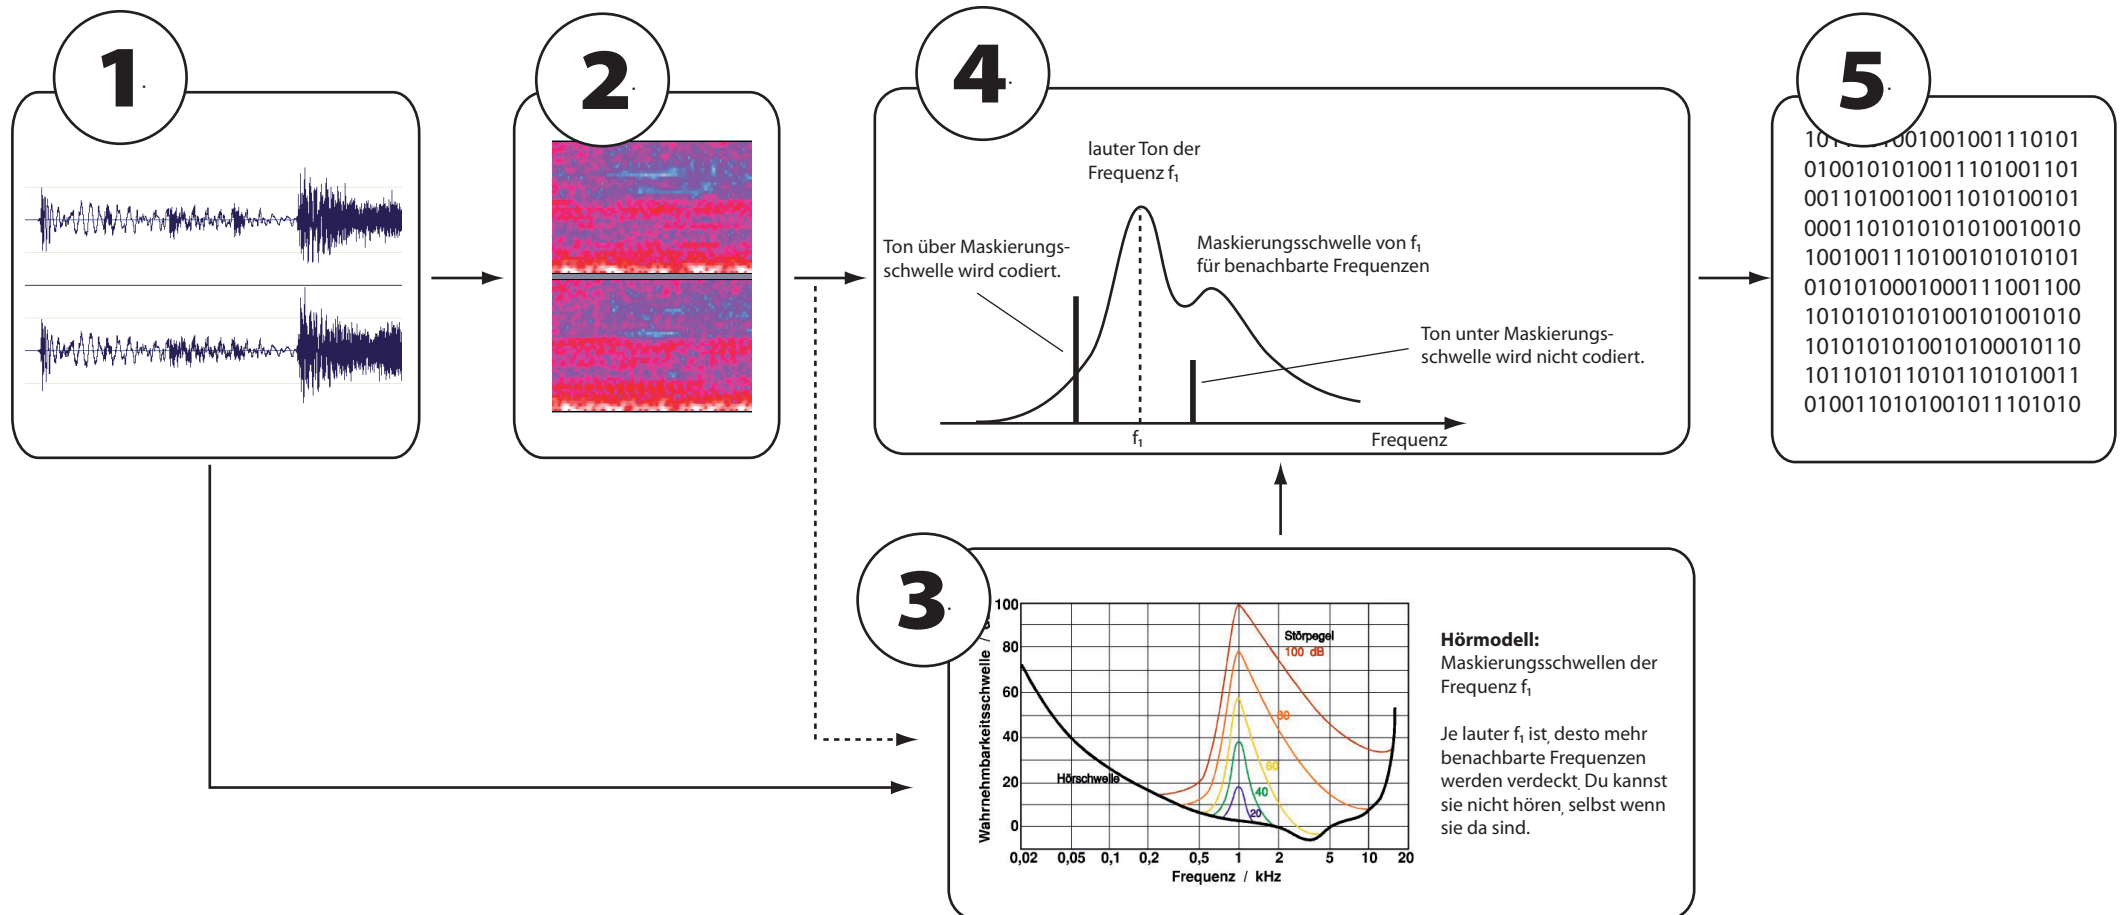 1.
2.
4.
lauter Ton der
Frequenz f₁
Ton über Maskierungs-
schwelle wird codiert.
Maskierungsschwelle von f₁
für benachbarte Frequenzen
Ton unter Maskierungs-
schwelle wird nicht codiert.
f₁
Frequenz
5.
001001001110101
0100101010011101001101
001101001001101010 0101
0001101010101010010010
1001001110100101010101
0101010001000111001100
1010101010100101001010
1010101010010100010110
1011010110101101010011
0100110101001011101010
3.
Wahrnehmbarkeitsschwelle /
100
80
60
40
20
0
Störpegel
100 dB
80
60
40
20
Hörschwelle
0,02 0,05 0,1 0,2 0,5 1 2 5 10 20
Frequenz / kHz
Hörmodell:
Maskierungsschwellen der
Frequenz f₁
Je lauter f₁ ist, desto mehr
benachbarte Frequenzen
werden verdeckt. Du kannst
sie nicht hören, selbst wenn
sie da sind.